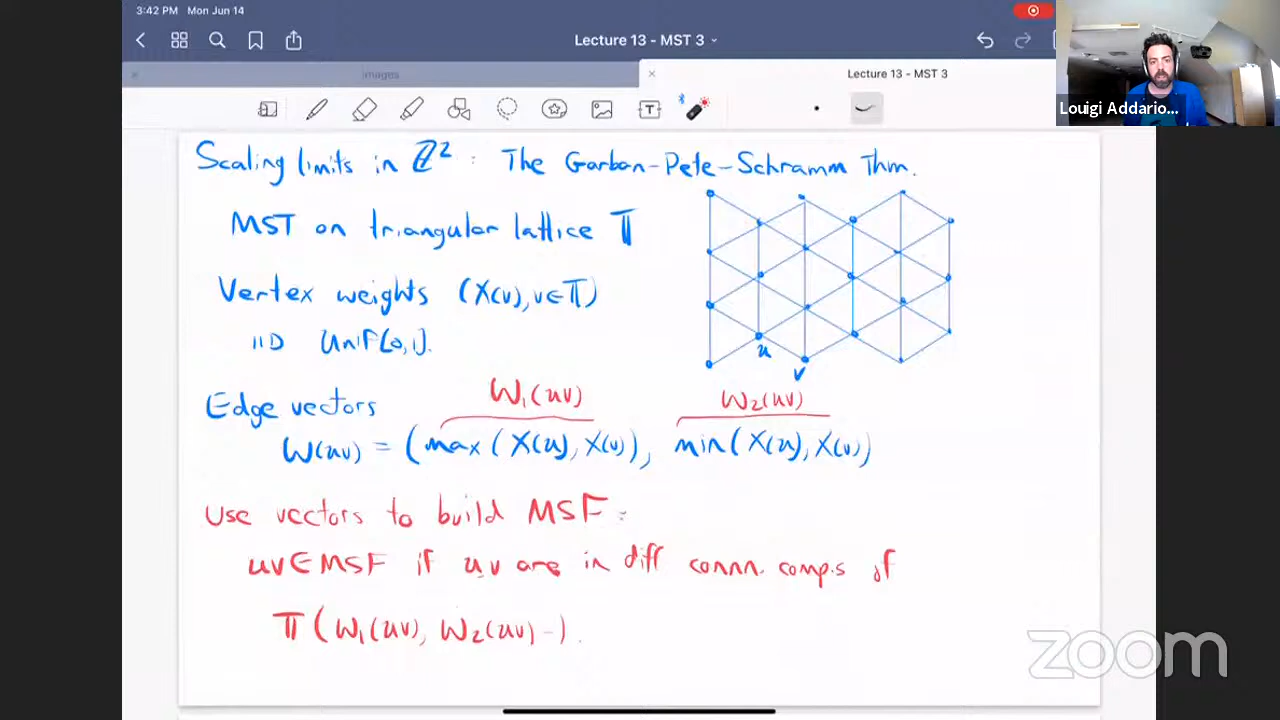 3:42 PM Mon Jun 14
Lecture 13 - MST 3
images
Lecture 13 - MST 3
Louigi Addario...
Scaling limits in ℤ² : The Garban-Pete-Schramm Thm.
MST on triangular lattice 𝕋
Vertex weights (X(v), v∈𝕋)
IID Unif[0,1].
u
v
Edge vectors
W₁(uv) W₂(uv)
W(uv) = (max(X(u), X(v)), min(X(u), X(v))
Use vectors to build MSF:
uv∈MSF if u,v are in diff conn. comps of
𝕋(W₁(uv), W₂(uv)-).
zoom